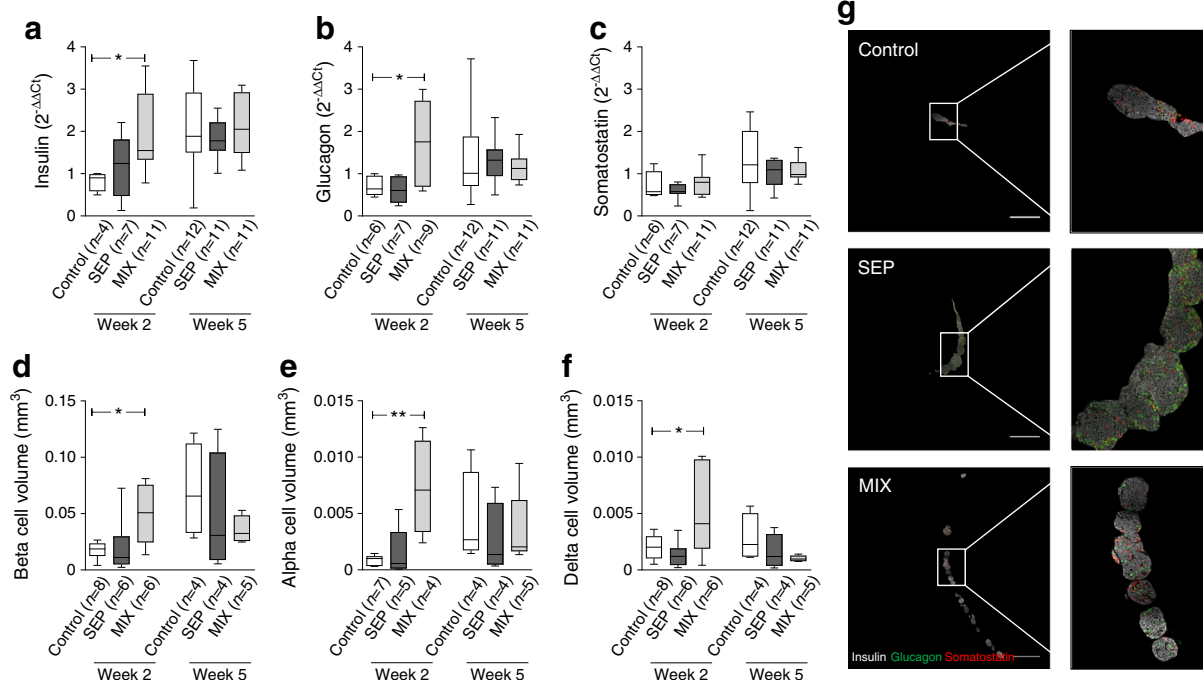 a
Insulin (2^-ΔΔCt)
4
3
2
1
0
*
Control (n=4)
SEP (n=7)
MIX (n=11)
Control (n=12)
SEP (n=11)
MIX (n=11)
Week 2
Week 5
b
Glucagon (2^-ΔΔCt)
4
3
2
1
0
*
Control (n=6)
SEP (n=7)
MIX (n=9)
Control (n=12)
SEP (n=11)
MIX (n=11)
Week 2
Week 5
c
Somatostatin (2^-ΔΔCt)
4
3
2
1
0
Control (n=6)
SEP (n=7)
MIX (n=11)
Control (n=12)
SEP (n=11)
MIX (n=11)
Week 2
Week 5
d
Beta cell volume (mm³)
0.15
0.10
0.05
0
*
Control (n=8)
SEP (n=6)
MIX (n=6)
Control (n=4)
SEP (n=4)
MIX (n=5)
Week 2
Week 5
e
Alpha cell volume (mm³)
0.015
0.010
0.005
0
**
Control (n=7)
SEP (n=5)
MIX (n=4)
Control (n=4)
SEP (n=4)
MIX (n=5)
Week 2
Week 5
f
Delta cell volume (mm³)
0.015
0.010
0.005
0
*
Control (n=8)
SEP (n=6)
MIX (n=6)
Control (n=4)
SEP (n=4)
MIX (n=5)
Week 2
Week 5
g
Control
SEP
MIX
Insulin Glucagon Somatostatin